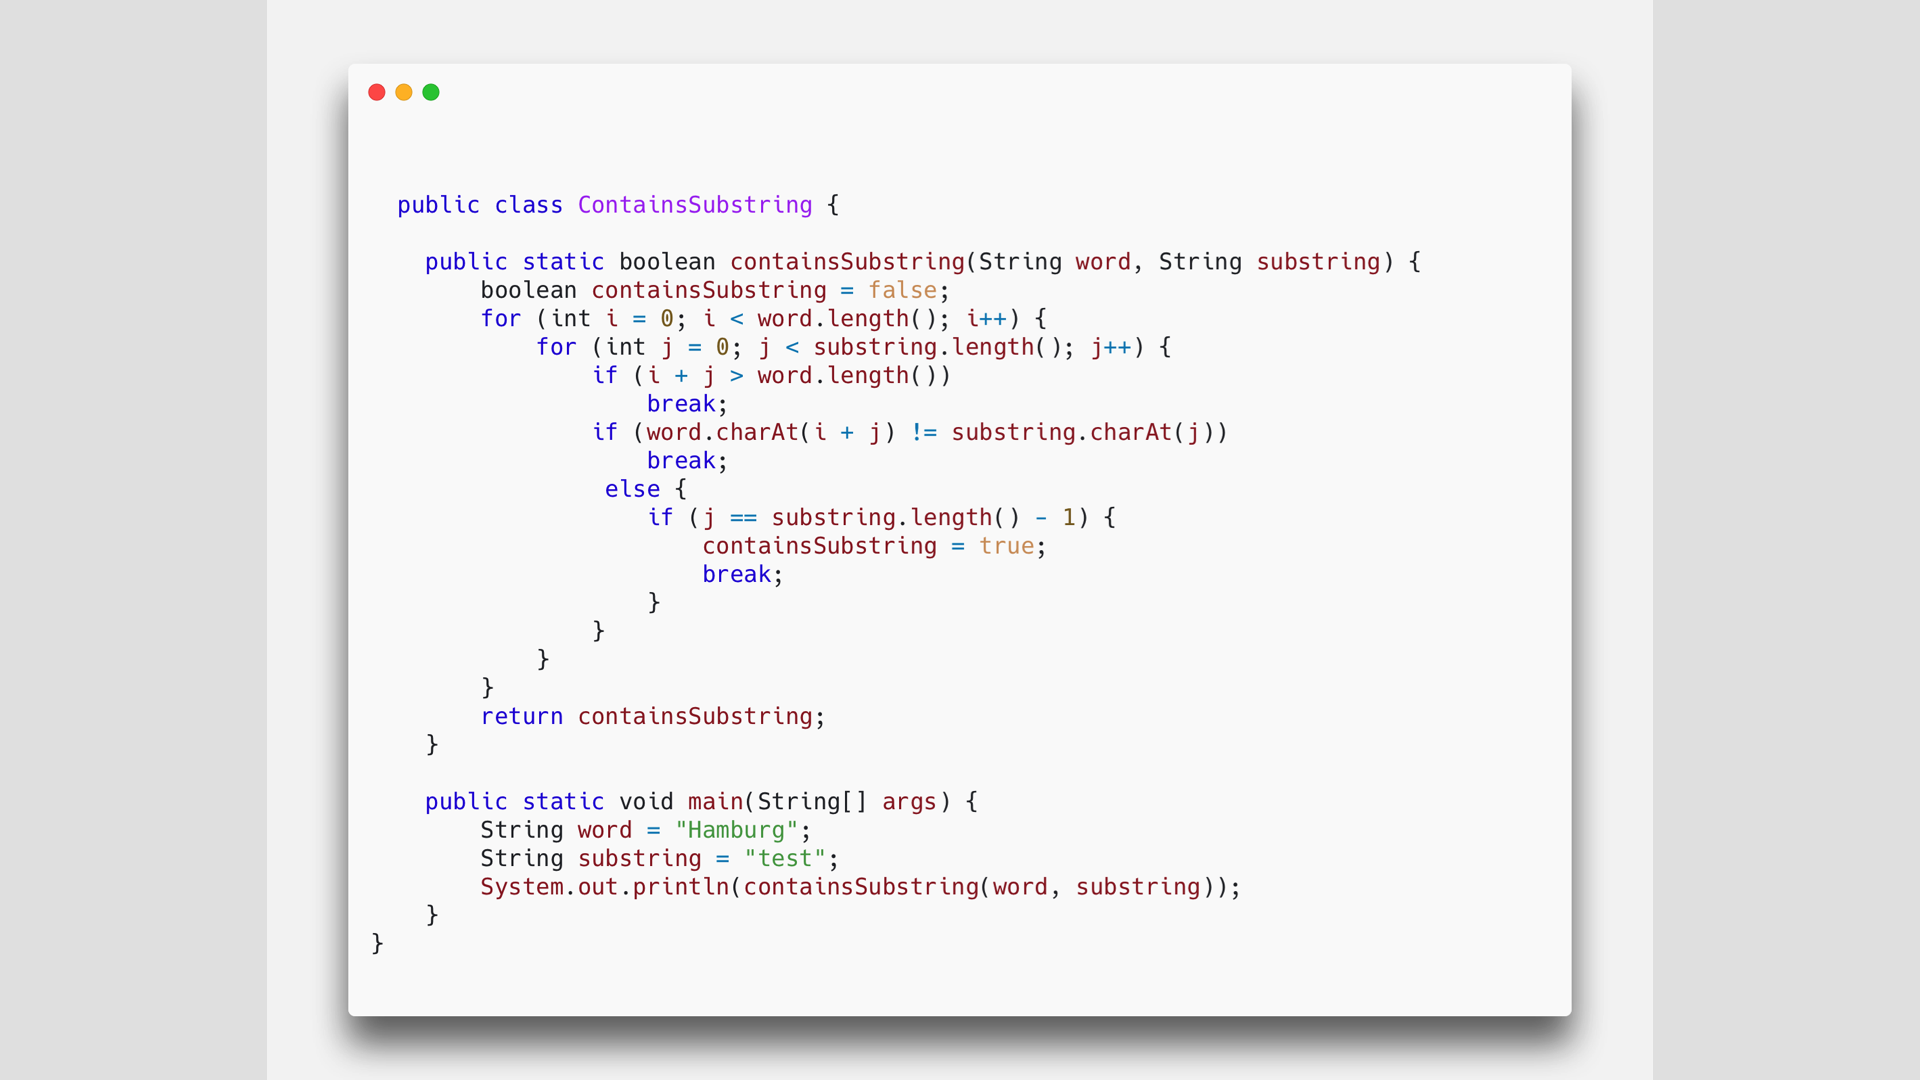 public class ContainsSubstring {
public static boolean containsSubstring(String word, String substring) {
boolean containsSubstring = false;
for (int i = 0; i < word.length(); i++) {
for (int j = 0; j < substring.length(); j++) {
if (i + j > word.length())
break;
if (word.charAt(i + j) != substring.charAt(j))
break;
else {
if (j == substring.length() - 1) {
containsSubstring = true;
break;
}
}
}
}
return containsSubstring;
}
public static void main(String[] args) {
String word = "Hamburg";
String substring = "test";
System.out.println(containsSubstring(word, substring));
}
}